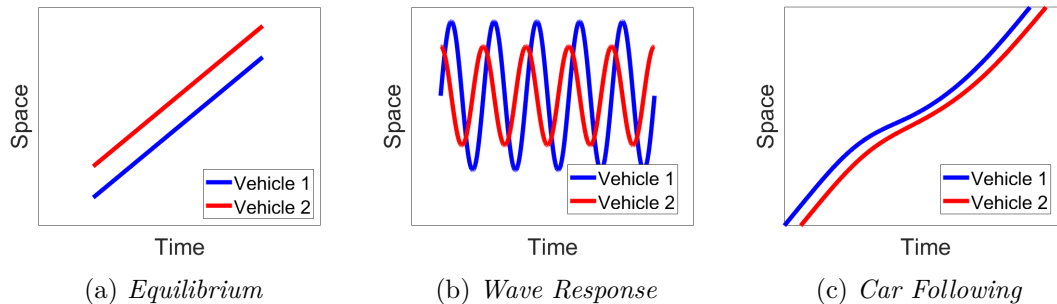 Space
Vehicle 1
Vehicle 2
Time
(a) Equilibrium
Space
Vehicle 1
Vehicle 2
Time
(b) Wave Response
Space
Vehicle 1
Vehicle 2
Time
(c) Car Following